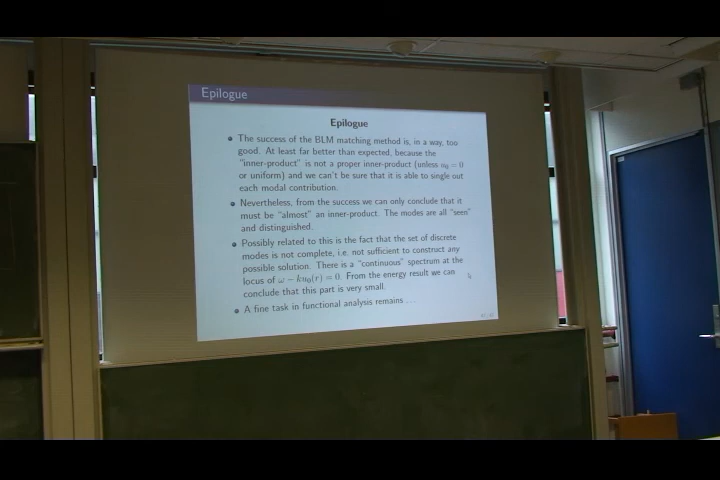 Epilogue
Epilogue
• The success of the BLM matching method is, in a way, too
good. At least far better than expected, because the
"inner-product" is not a proper inner-product (unless u₀ = 0
or uniform) and we can't be sure that it is able to single out
each modal contribution.
• Nevertheless, from the success we can only conclude that it
must be "almost" an inner-product. The modes are all "seen"
and distinguished.
• Possibly related to this is the fact that the set of discrete
modes is not complete, i.e. not sufficient to construct any
possible solution. There is a "continuous" spectrum at the
locus of ω − ku₀(r) = 0. From the energy result we can
conclude that this part is very small.
• A fine task in functional analysis remains ....